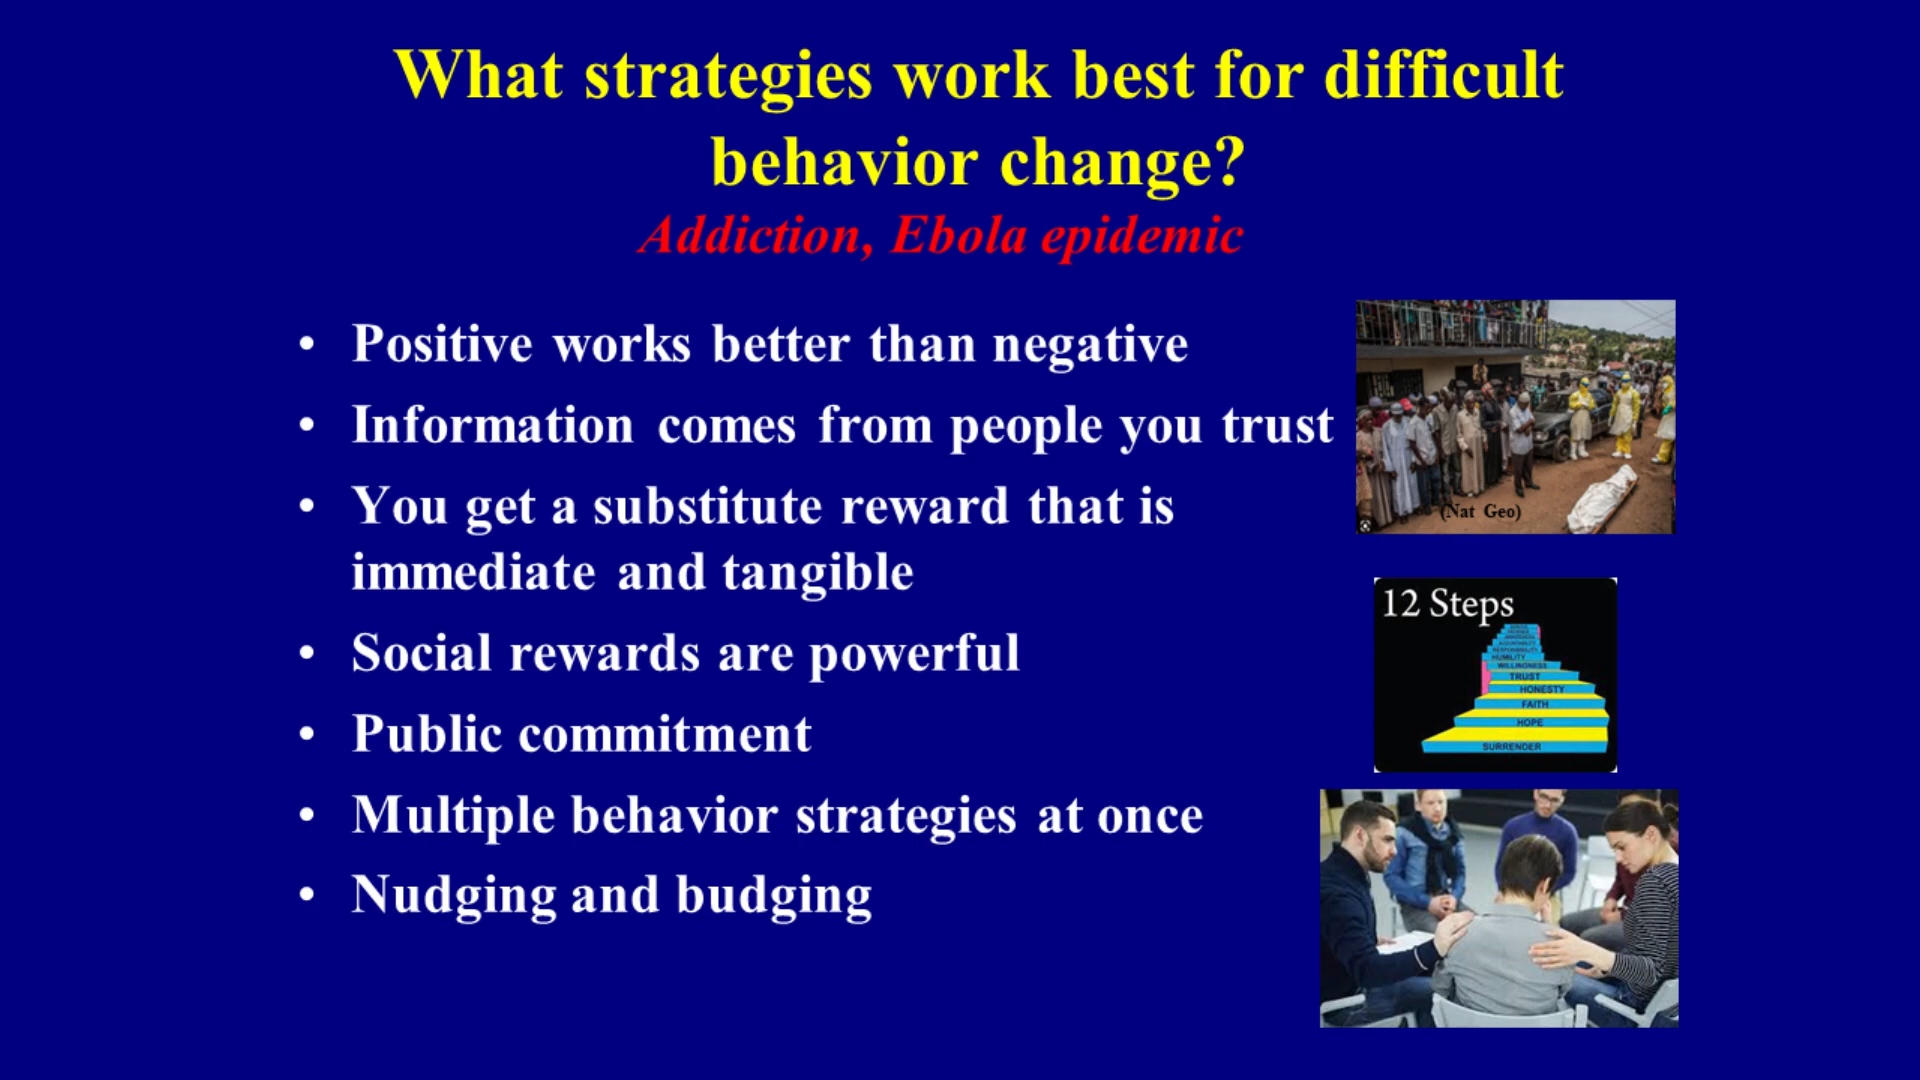 What strategies work best for difficult
behavior change?
Addiction, Ebola epidemic
• Positive works better than negative
• Information comes from people you trust
• You get a substitute reward that is
immediate and tangible
• Social rewards are powerful
• Public commitment
• Multiple behavior strategies at once
• Nudging and budging
(Nat Geo)
12 Steps
HUMILITY
WILLINGNESS
TRUST
HONESTY
FAITH
HOPE
SURRENDER